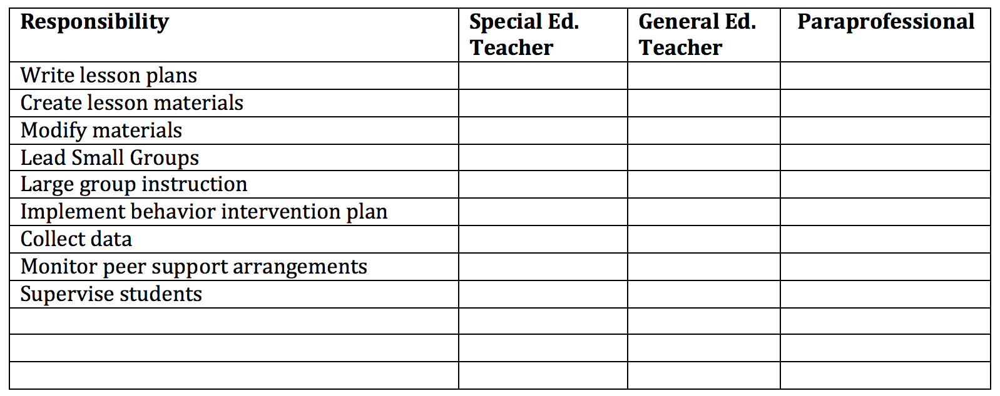 Responsibility
Special Ed.
Teacher
General Ed.
Teacher
Paraprofessional
Write lesson plans
Create lesson materials
Modify materials
Lead Small Groups
Large group instruction
Implement behavior intervention plan
Collect data
Monitor peer support arrangements
Supervise students